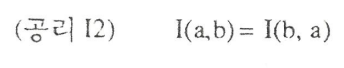 (공리 I2) I(a,b) = I(b, a)